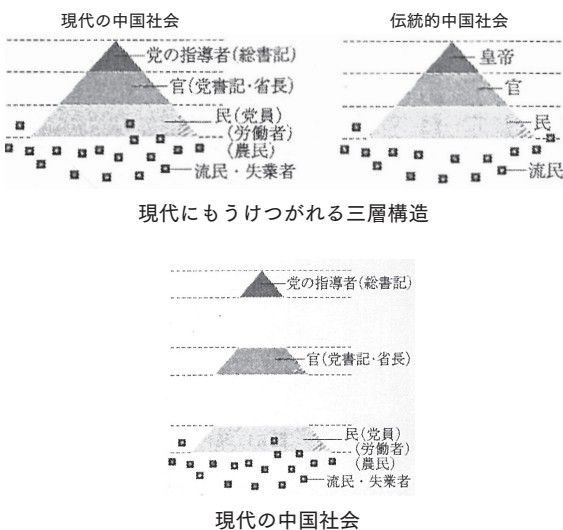 現代の中国社会
党の指導者(総書記)
官(党書記・省長)
民(党員)
(労働者)
(農民)
流民・失業者
伝統的中国社会
皇帝
官
民
流民
現代にもうけつがれる三層構造
党の指導者(総書記)
官(党書記・省長)
民(党員)
(労働者)
(農民)
流民・失業者
現代の中国社会